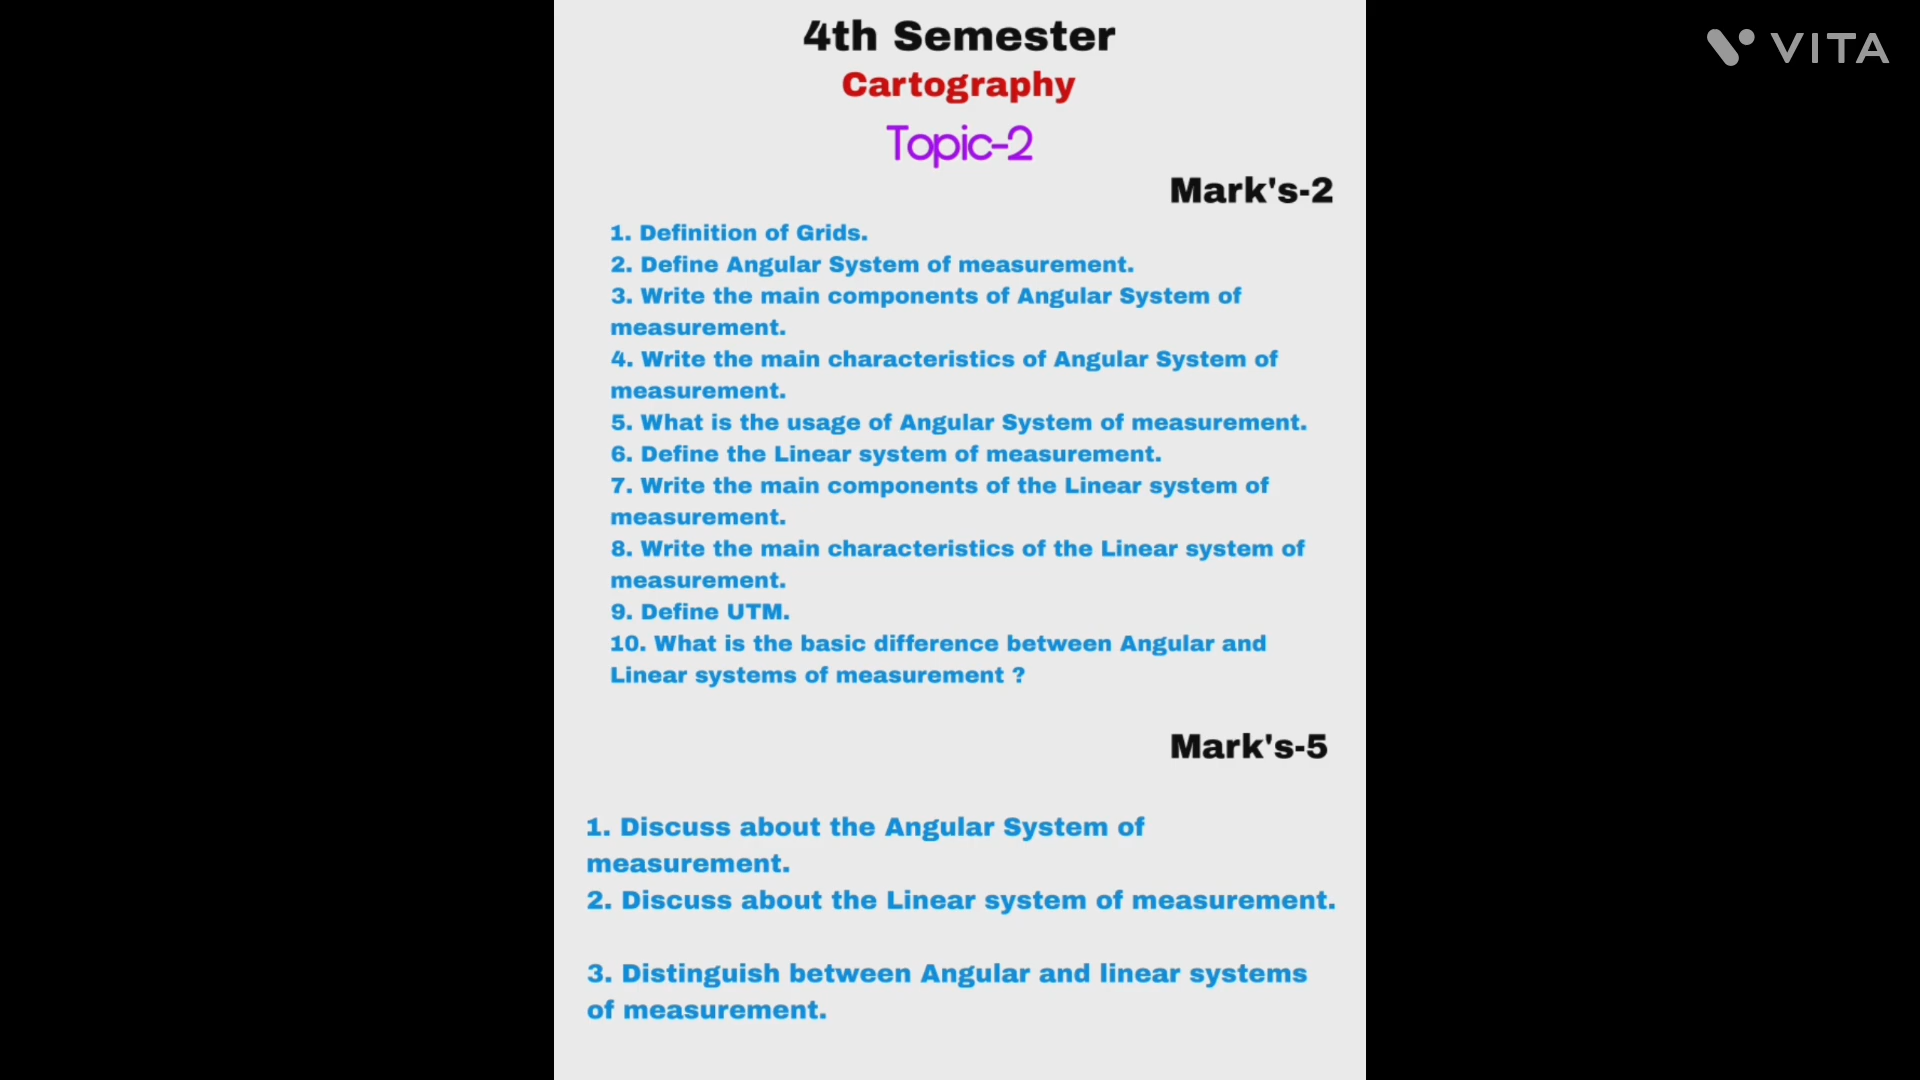 4th Semester
VITA
Cartography
Topic-2
Mark's-2
1. Definition of Grids.
2. Define Angular System of measurement.
3. Write the main components of Angular System of
measurement.
4. Write the main characteristics of Angular System of
measurement.
5. What is the usage of Angular System of measurement.
6. Define the Linear system of measurement.
7. Write the main components of the Linear system of
measurement.
8. Write the main characteristics of the Linear system of
measurement.
9. Define UTM.
10. What is the basic difference between Angular and
Linear systems of measurement ?
Mark's-5
1. Discuss about the Angular System of
measurement.
2. Discuss about the Linear system of measurement.
3. Distinguish between Angular and linear systems
of measurement.